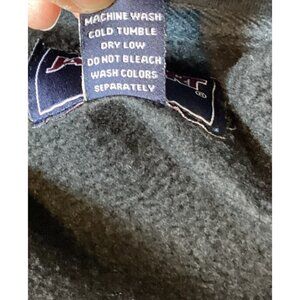 MACHINE WASH
COLD TUMBLE
DRY LOW
DO NOT BLEACH
WASH COLORS
SEPARATELY